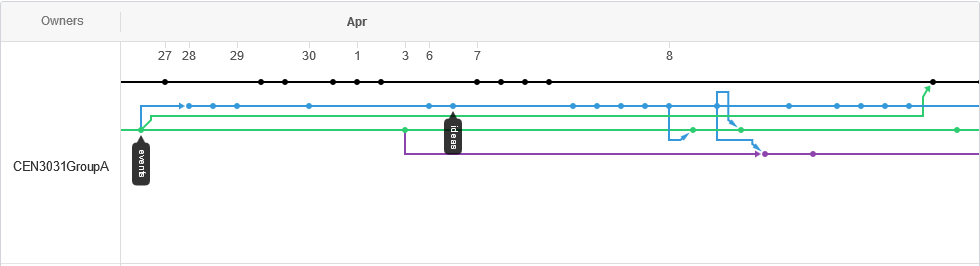 Owners
Apr
27 28 29 30 1 3 6 7 8
ideas
events
CEN3031GroupA